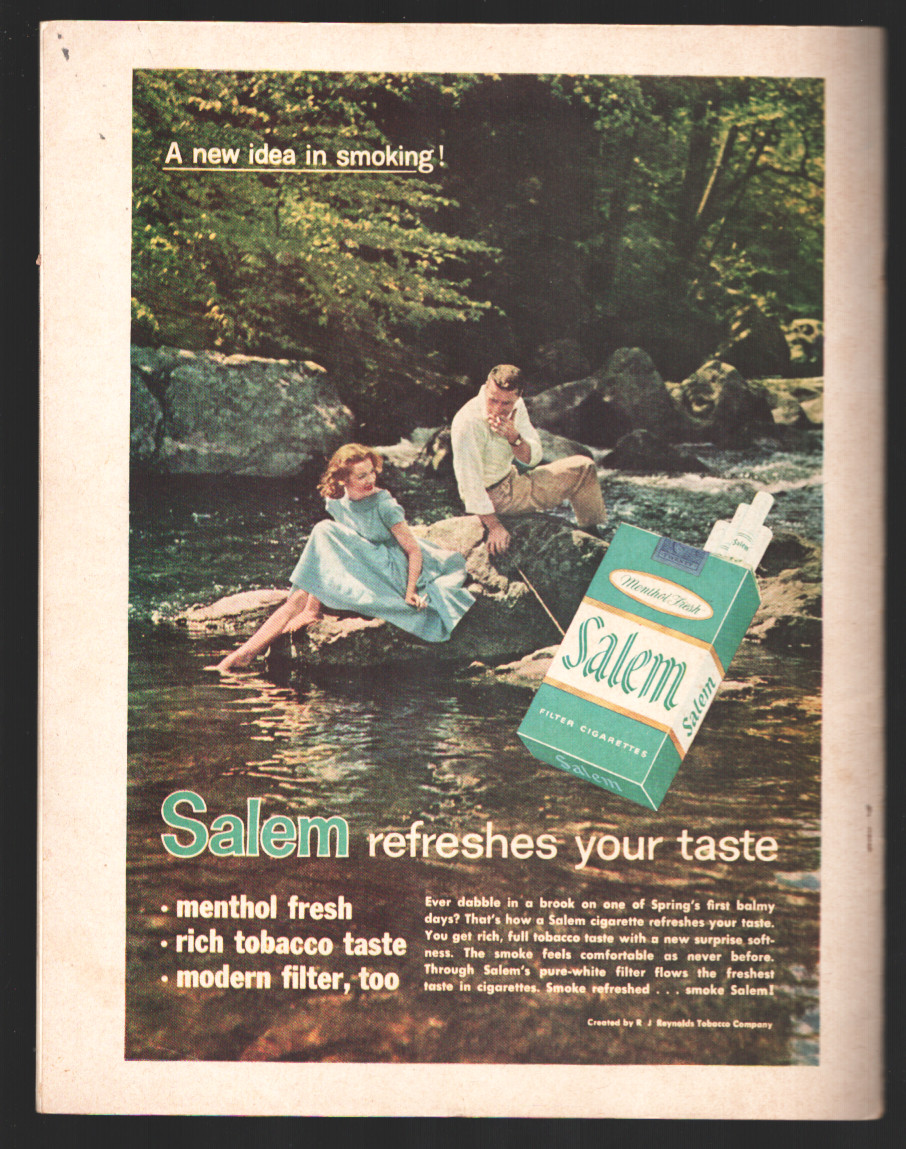 A new idea in smoking!
Salem
Menthol Fresh
Salem
Salem
FILTER CIGARETTES
Salem
Salem refreshes your taste
• menthol fresh
• rich tobacco taste
• modern filter, too
Ever dabble in a brook on one of Spring's first balmy
days? That's how a Salem cigarette refreshes your taste.
You get rich, full tobacco taste with a new surprise soft-
ness. The smoke feels comfortable as never before.
Through Salem's pure-white filter flows the freshest
taste in cigarettes. Smoke refreshed . . . smoke Salem!
Created by R J Reynolds Tobacco Company